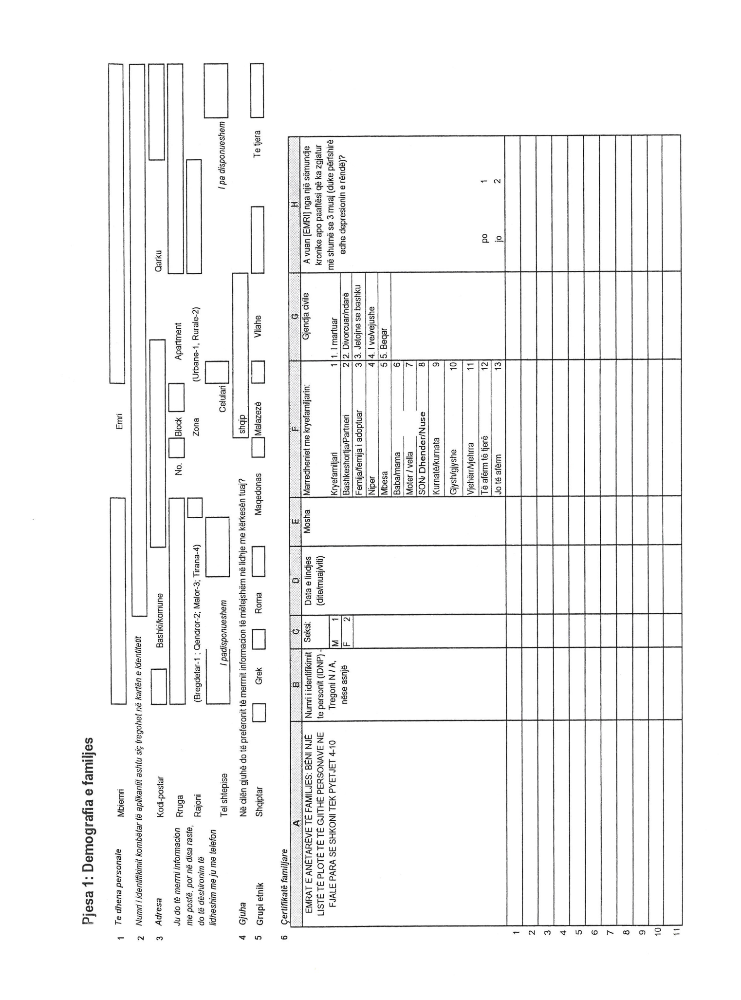 Pjesa 1: Demografia e familjes
1 Te dhena personale Mbiemri Emri
2 Numri i identifikimit kombëtar të aplikantit ashtu siç tregohet në kartën e identitetit
3 Adresa Kodi-postar Bashki/komune Qarku
Ju do të merrni informacion Rruga No. Block Apartment
me postë. por në disa raste, Rajoni (Bregdetar-1 ; Qendror-2; Malor-3; Tirana-4) Zona (Urbane-1, Rurale-2)
do të dëshironim të
lidheshim me ju me telefon Tel shtepise I padisponueshem Celulari I pa disponueshem
4 Gjuha Në cilën gjuhë do të preferonit të merrnit informacion të mëtejshëm në lidhje me kërkesën tuaj? shqip
5 Grupi etnik Shqiptar Grek Roma Maqedonas Malazezë Vllahe Te tjera
6 Çertifikatë familjare
A B C D E F G H
EMRAT E ANËTARËVE TË FAMILJES: BËNI NJË
LISTË TË PLOTË TË TË GJITHË PERSONAVE NE
FJALE PARA SE SHKONI TEK PYETJET 4-10
Numri i identifikimit
te personit (IDNP) -
Tregoni N / A,
nëse asnjë
Seksi:
M 1
F 2
Data e lindjes
(dite/muaj/viti)
Mosha
Marredheniet me kryefamiljarin:
Kryefamiljari 1
Bashkeshortja/Partneri 2
Femija/femija i adoptuar 3
Niper 4
Mbesa 5
Baba/mama 6
Moter / vella 7
SON/ Dhender/Nuse 8
Kurnatë/kurnata 9
Gjysh/gjyshe 10
Vjehërr/vjehrra 11
Të afërm të tjerë 12
Jo të afërm 13
Gjendja civile
1. I martuar
2. Divorcuar/ndarë
3. Jetojne se bashku
4. I ve/vejushe
5. Beqar
A vuan [EMRI] nga një sëmundje
kronike apo paaftësi që ka zgjatur
më shumë se 3 muaj (duke përfshirë
edhe depresionin e rëndë)?
po 1
jo 2
1
2
3
4
5
6
7
8
9
10
11